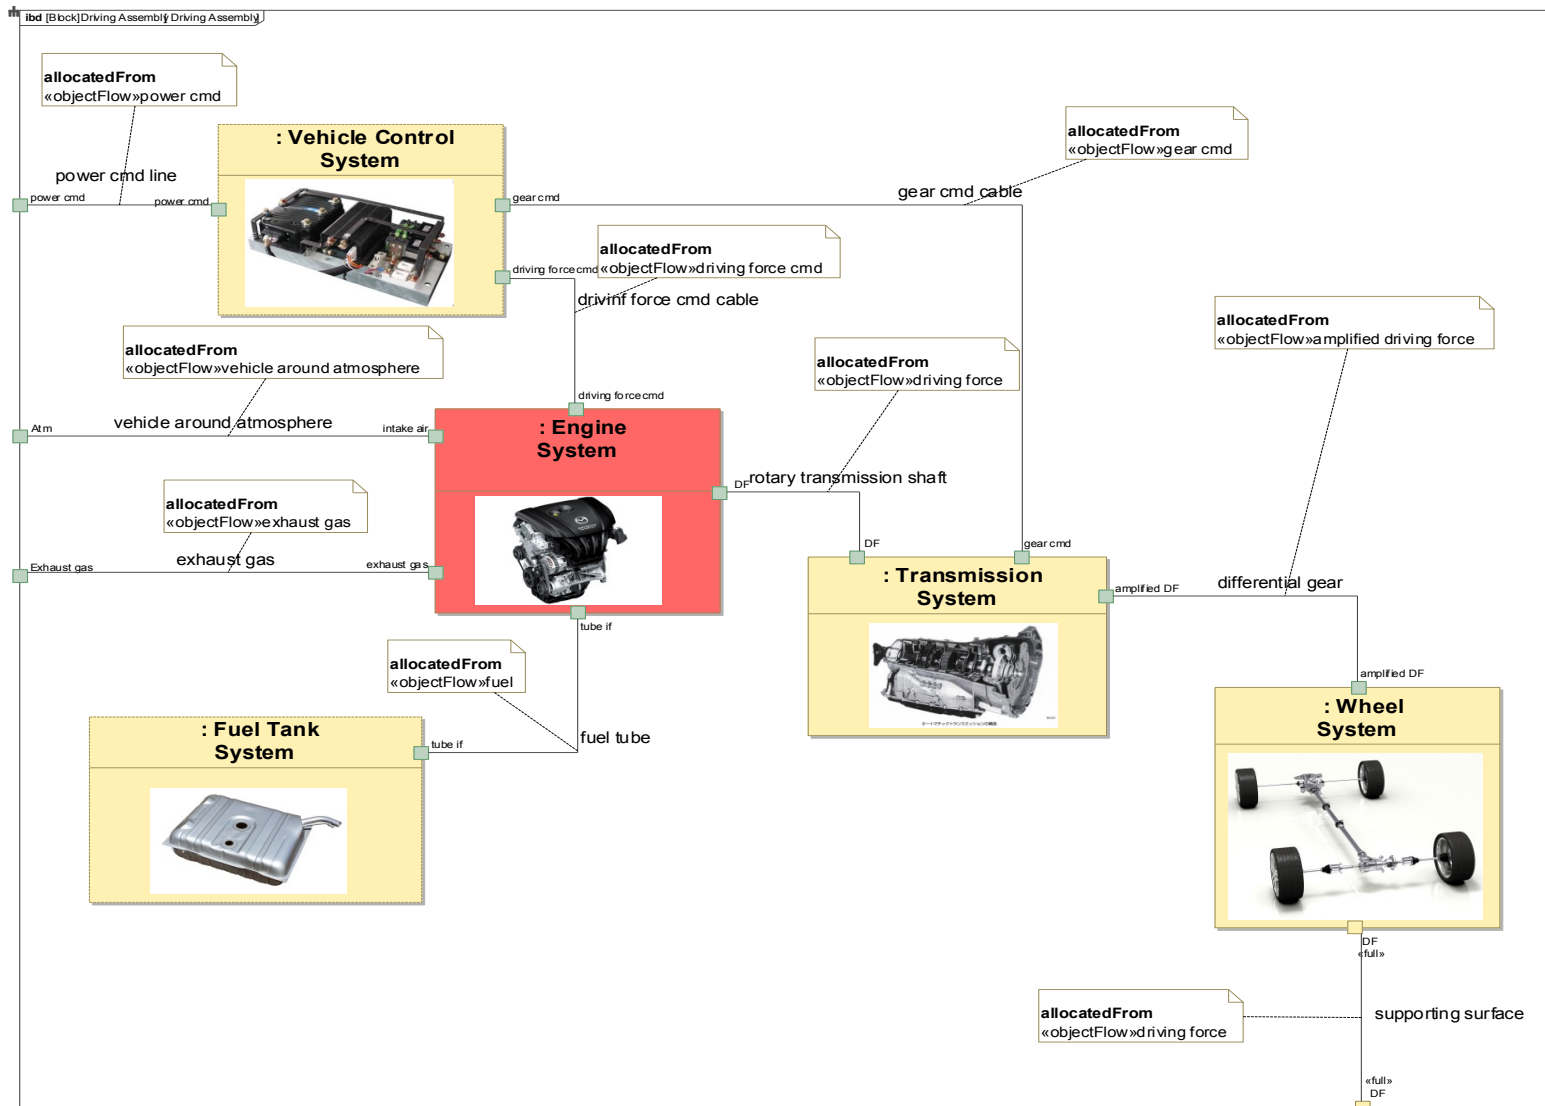 ibd [Block]Driving Assembly[ Driving Assembly]
allocatedFrom
«objectFlow»power cmd
: Vehicle Control
System
allocatedFrom
«objectFlow»gear cmd
power cmd line
power cmd
power cmd
gear cmd
gear cmd cable
allocatedFrom
«objectFlow»driving force cmd
driving force cmd
drivinf force cmd cable
allocatedFrom
«objectFlow»amplified driving force
allocatedFrom
«objectFlow»vehicle around atmosphere
allocatedFrom
«objectFlow»driving force
driving force cmd
vehicle around atmosphere
Atm
intake air
: Engine
System
DF
rotary transmission shaft
allocatedFrom
«objectFlow»exhaust gas
exhaust gas
Exhaust gas
exhaust gas
DF
gear cmd
: Transmission
System
amplified DF
differential gear
tube if
allocatedFrom
«objectFlow»fuel
amplified DF
: Fuel Tank
System
tube if
fuel tube
: Wheel
System
DF
«full»
allocatedFrom
«objectFlow»driving force
supporting surface
«full»
DF